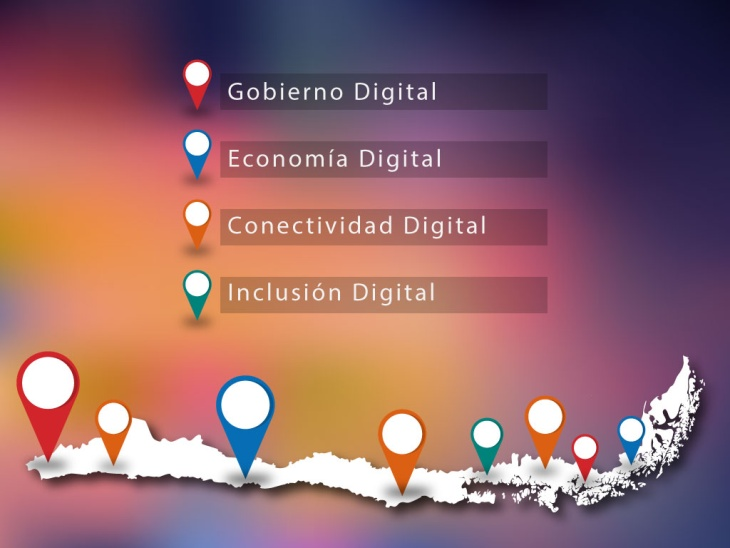 Gobierno Digital
Economía Digital
Conectividad Digital
Inclusión Digital